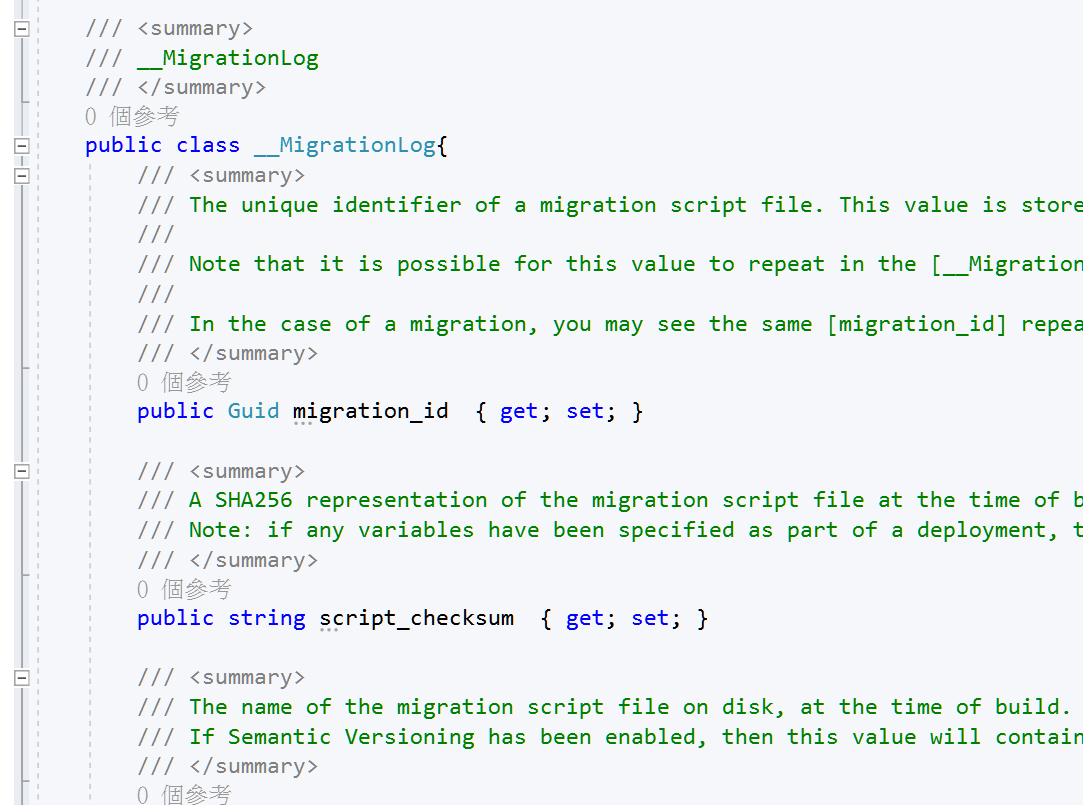 /// <summary>
/// __MigrationLog
/// </summary>
0 個參考
public class __MigrationLog{
/// <summary>
/// The unique identifier of a migration script file. This value is store
///
/// Note that it is possible for this value to repeat in the [__Migration
///
/// In the case of a migration, you may see the same [migration_id] repea
/// </summary>
0 個參考
public Guid migration_id  { get; set; }
/// <summary>
/// A SHA256 representation of the migration script file at the time of b
/// Note: if any variables have been specified as part of a deployment, t
/// </summary>
0 個參考
public string script_checksum  { get; set; }
/// <summary>
/// The name of the migration script file on disk, at the time of build.
/// If Semantic Versioning has been enabled, then this value will contain
/// </summary>
0 個參考